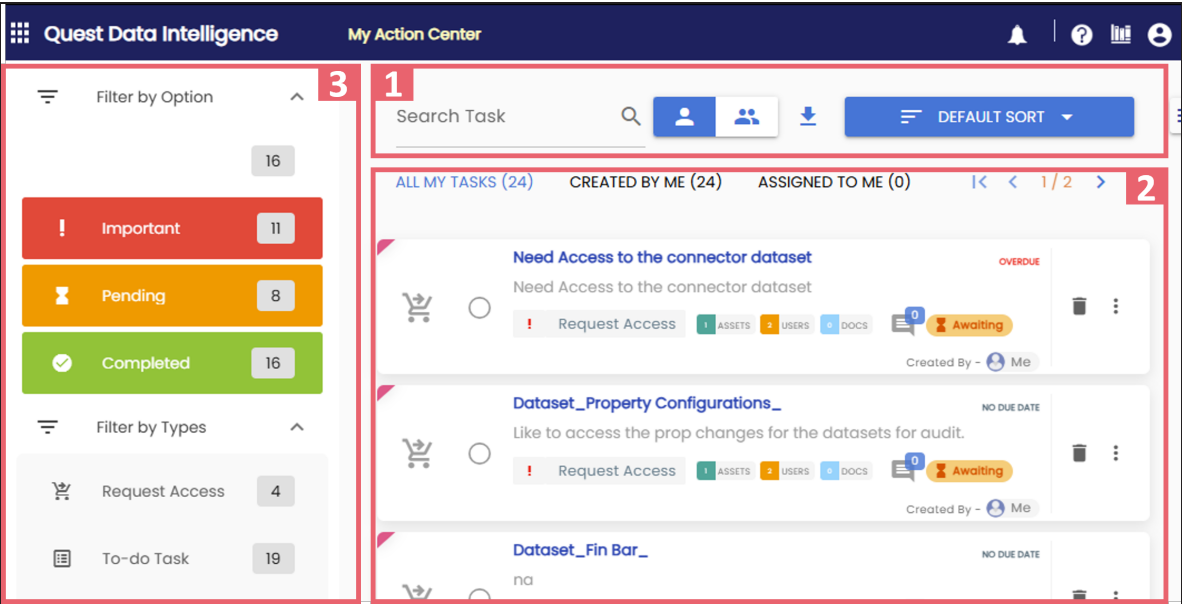 Quest Data Intelligence
My Action Center
3
Filter by Option
16
Important
11
Pending
8
Completed
16
Filter by Types
Request Access
4
To-do Task
19
1
Search Task
DEFAULT SORT
2
ALL MY TASKS (24)
CREATED BY ME (24)
ASSIGNED TO ME (0)
1 / 2
Need Access to the connector dataset
OVERDUE
Need Access to the connector dataset
! Request Access
1 ASSETS
2 USERS
0 DOCS
0
Awaiting
Created By - Me
Dataset_Property Configurations_
NO DUE DATE
Like to access the prop changes for the datasets for audit.
! Request Access
1 ASSETS
3 USERS
0 DOCS
0
Awaiting
Created By - Me
Dataset_Fin Bar_
NO DUE DATE
na